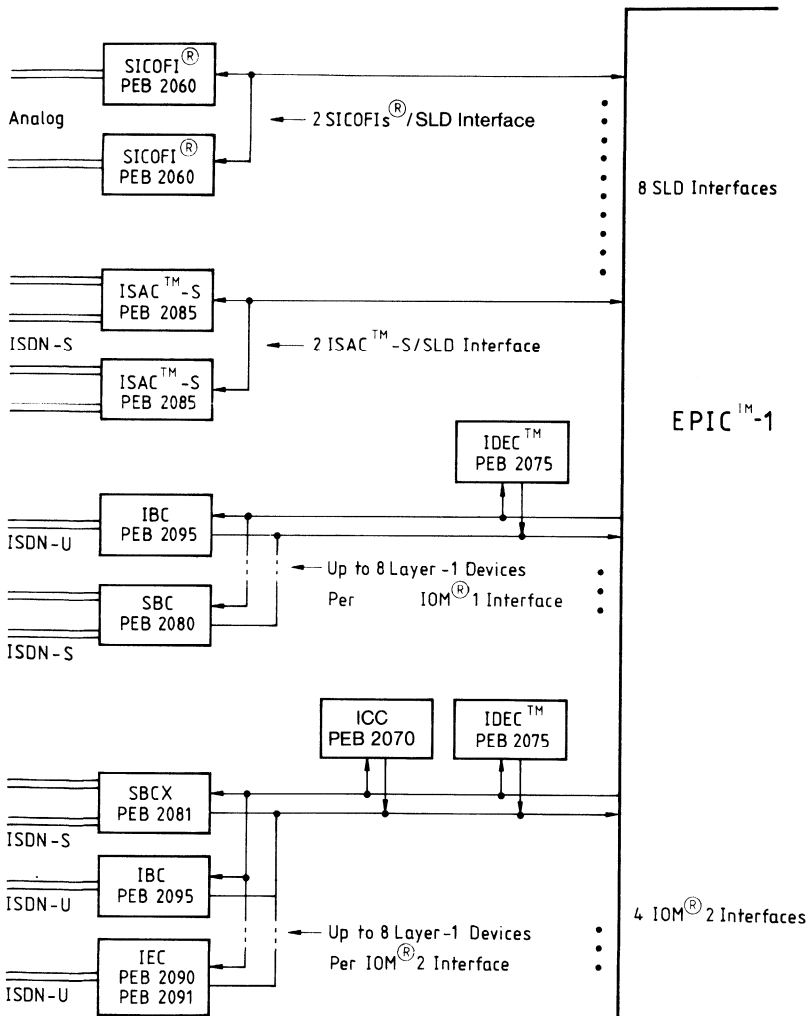 SICOFI®
PEB 2060
Analog
← 2 SICOFIs®/SLD Interface
SICOFI®
PEB 2060
8 SLD Interfaces
ISAC™-S
PEB 2085
ISDN-S
← 2 ISAC™-S/SLD Interface
ISAC™-S
PEB 2085
EPIC™-1
IDEC™
PEB 2075
IBC
PEB 2095
ISDN-U
Up to 8 Layer-1 Devices
Per IOM®1 Interface
SBC
PEB 2080
ISDN-S
ICC
PEB 2070
IDEC™
PEB 2075
SBCX
PEB 2081
ISDN-S
IBC
PEB 2095
ISDN-U
4 IOM®2 Interfaces
Up to 8 Layer-1 Devices
Per IOM®2 Interface
IEC
PEB 2090
PEB 2091
ISDN-U